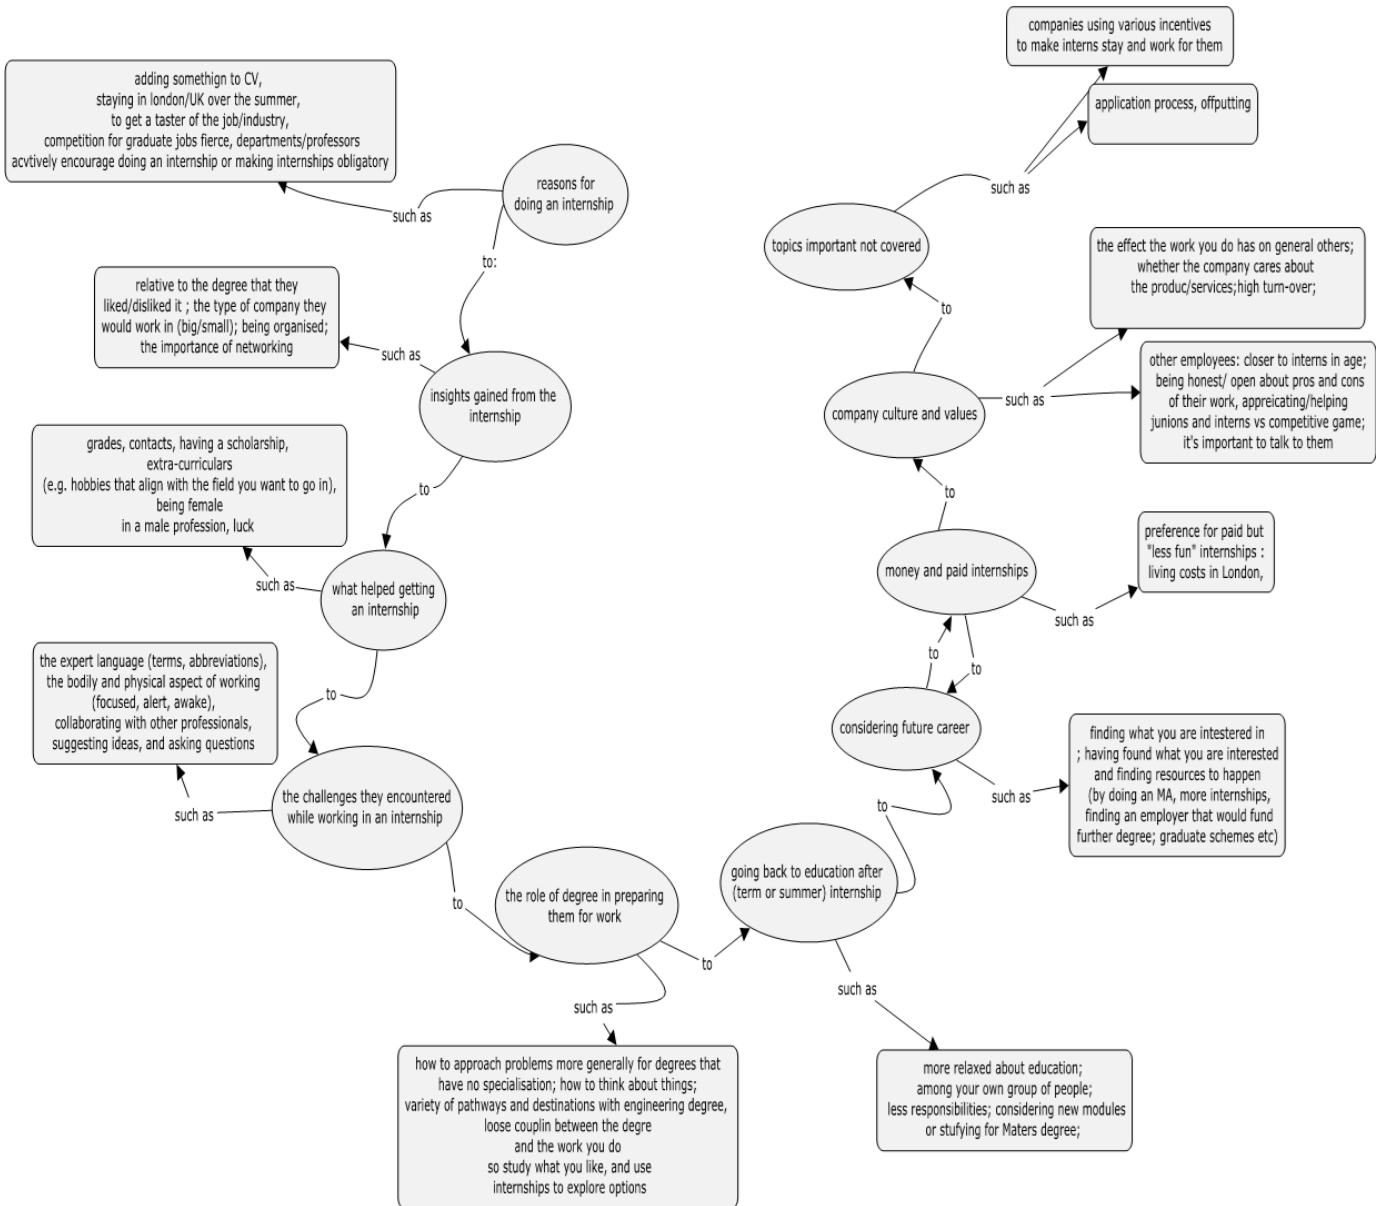 companies using various incentives
to make interns stay and work for them
application process, offputting
adding somethign to CV,
staying in london/UK over the summer,
to get a taster of the job/industry,
competition for graduate jobs fierce, departments/professors
acvtively encourage doing an internship or making internships obligatory
such as
reasons for
doing an internship
to:
such as
topics important not covered
to
relative to the degree that they
liked/disliked it ; the type of company they
would work in (big/small); being organised;
the importance of networking
such as
insights gained from the
internship
to
the effect the work you do has on general others;
whether the company cares about
the produc/services;high turn-over;
other employees: closer to interns in age;
being honest/ open about pros and cons
of their work, appreicating/helping
junions and interns vs competitive game;
it's important to talk to them
such as
company culture and values
to
grades, contacts, having a scholarship,
extra-curriculars
(e.g. hobbies that align with the field you want to go in),
being female
in a male profession, luck
such as
what helped getting
an internship
to
preference for paid but
"less fun" internships :
living costs in London,
such as
money and paid internships
to
to
the expert language (terms, abbreviations),
the bodily and physical aspect of working
(focused, alert, awake),
collaborating with other professionals,
suggesting ideas, and asking questions
such as
the challenges they encountered
while working in an internship
to
considering future career
such as
finding what you are intestered in
; having found what you are interested
and finding resources to happen
(by doing an MA, more internships,
finding an employer that would fund
further degree; graduate schemes etc)
to
the role of degree in preparing
them for work
to
going back to education after
(term or summer) internship
such as
such as
how to approach problems more generally for degrees that
have no specialisation; how to think about things;
variety of pathways and destinations with engineering degree,
loose couplin between the degre
and the work you do
so study what you like, and use
internships to explore options
more relaxed about education;
among your own group of people;
less responsibilities; considering new modules
or stufying for Maters degree;